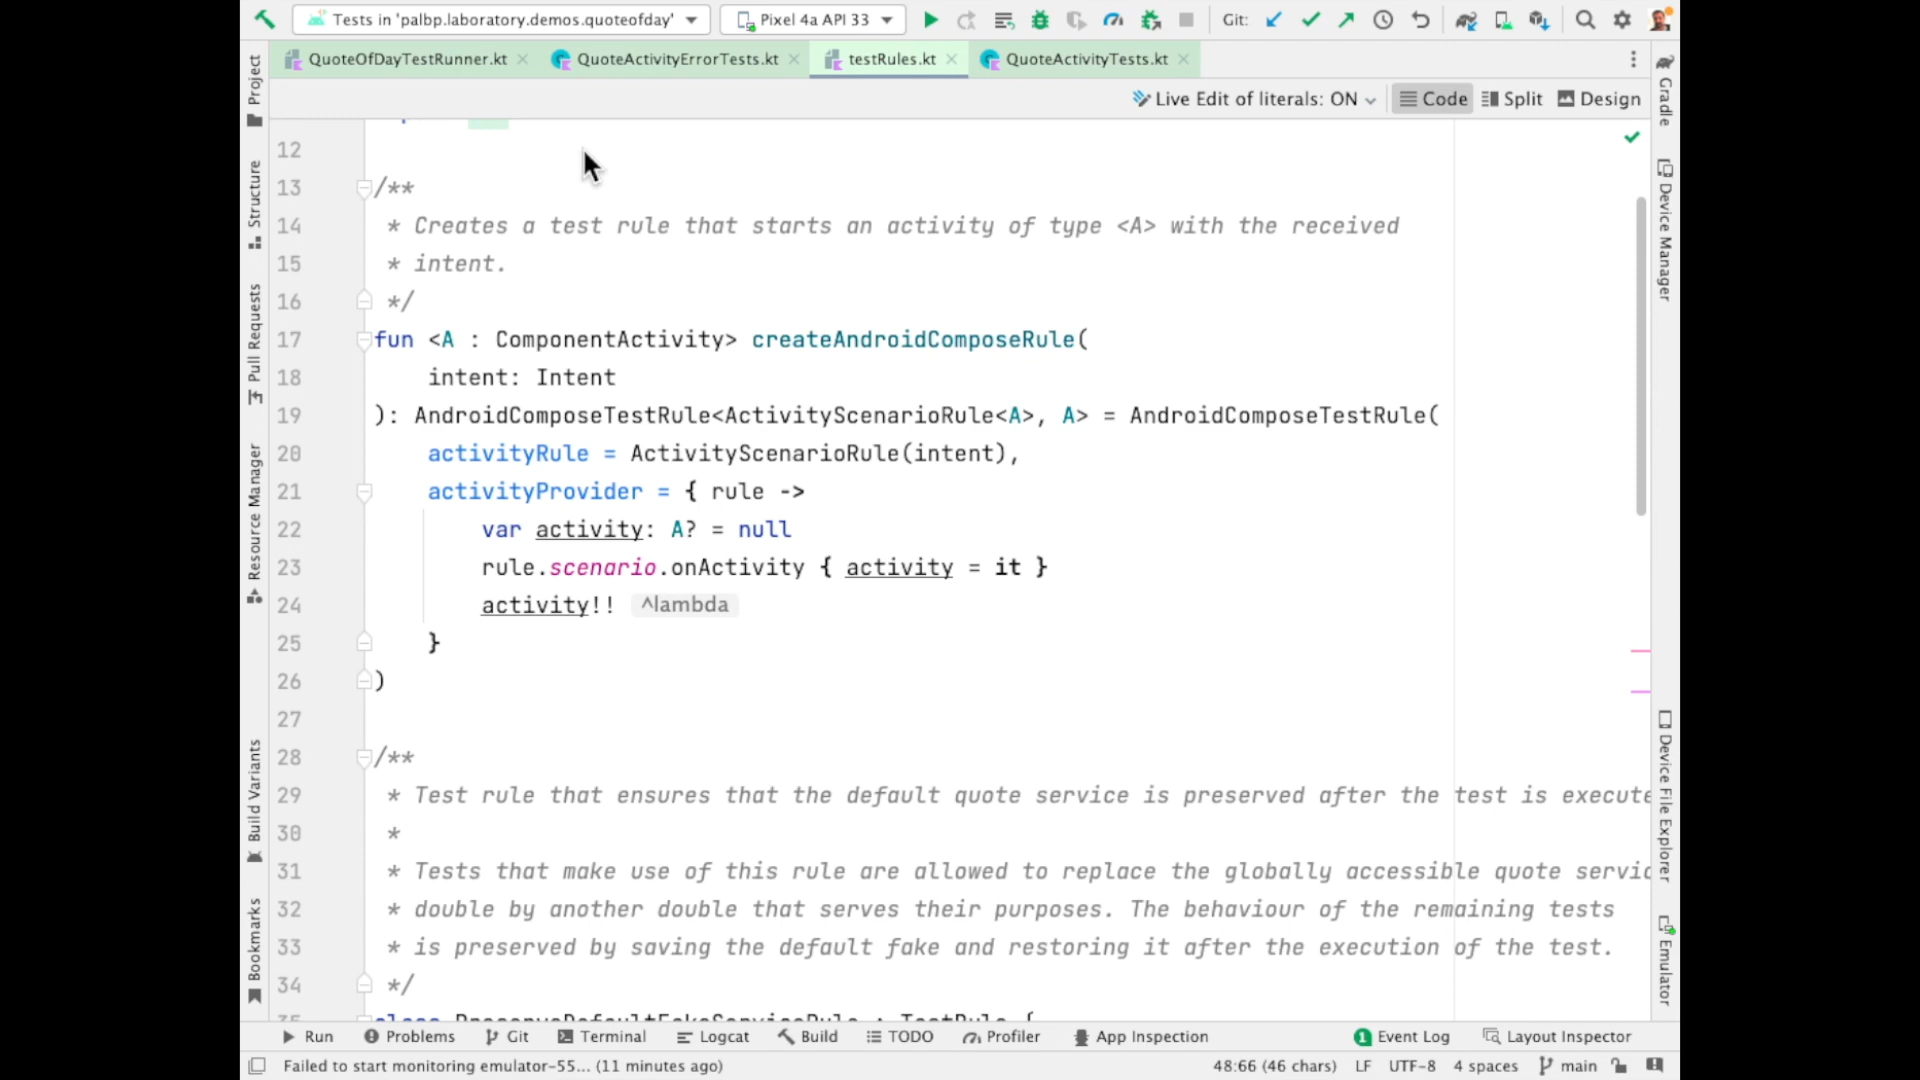 Tests in 'palbp.laboratory.demos.quoteofday'
Pixel 4a API 33
Git:
QuoteOfDayTestRunner.kt
QuoteActivityErrorTests.kt
testRules.kt
QuoteActivityTests.kt
Live Edit of literals: ON
Code
Split
Design
Project
Structure
Pull Requests
Resource Manager
Build Variants
Bookmarks
12
13 /**
14 * Creates a test rule that starts an activity of type <A> with the received
15 * intent.
16 */
17 fun <A : ComponentActivity> createAndroidComposeRule(
18 intent: Intent
19 ): AndroidComposeTestRule<ActivityScenarioRule<A>, A> = AndroidComposeTestRule(
20 activityRule = ActivityScenarioRule(intent),
21 activityProvider = { rule ->
22 var activity: A? = null
23 rule.scenario.onActivity { activity = it }
24 activity!! ^lambda
25 }
26 )
27
28 /**
29 * Test rule that ensures that the default quote service is preserved after the test is execute
30 *
31 * Tests that make use of this rule are allowed to replace the globally accessible quote servic
32 * double by another double that serves their purposes. The behaviour of the remaining tests
33 * is preserved by saving the default fake and restoring it after the execution of the test.
34 */
35 class PreserveDefaultFakeServiceRule : TestRule {
Gradle
Device Manager
Device File Explorer
Emulator
Run
Problems
Git
Terminal
Logcat
Build
TODO
Profiler
App Inspection
1 Event Log
Layout Inspector
Failed to start monitoring emulator-55... (11 minutes ago)
48:66 (46 chars)
LF
UTF-8
4 spaces
main